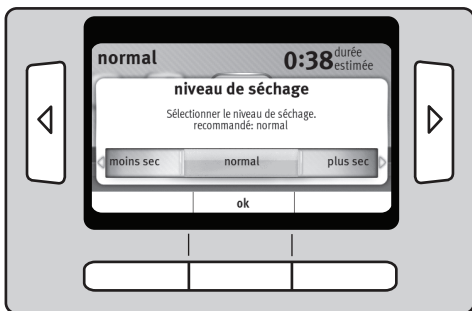 normal
0:38 durée
estimée
niveau de séchage
Sélectionner le niveau de séchage.
recommandé: normal
moins sec normal plus sec
ok